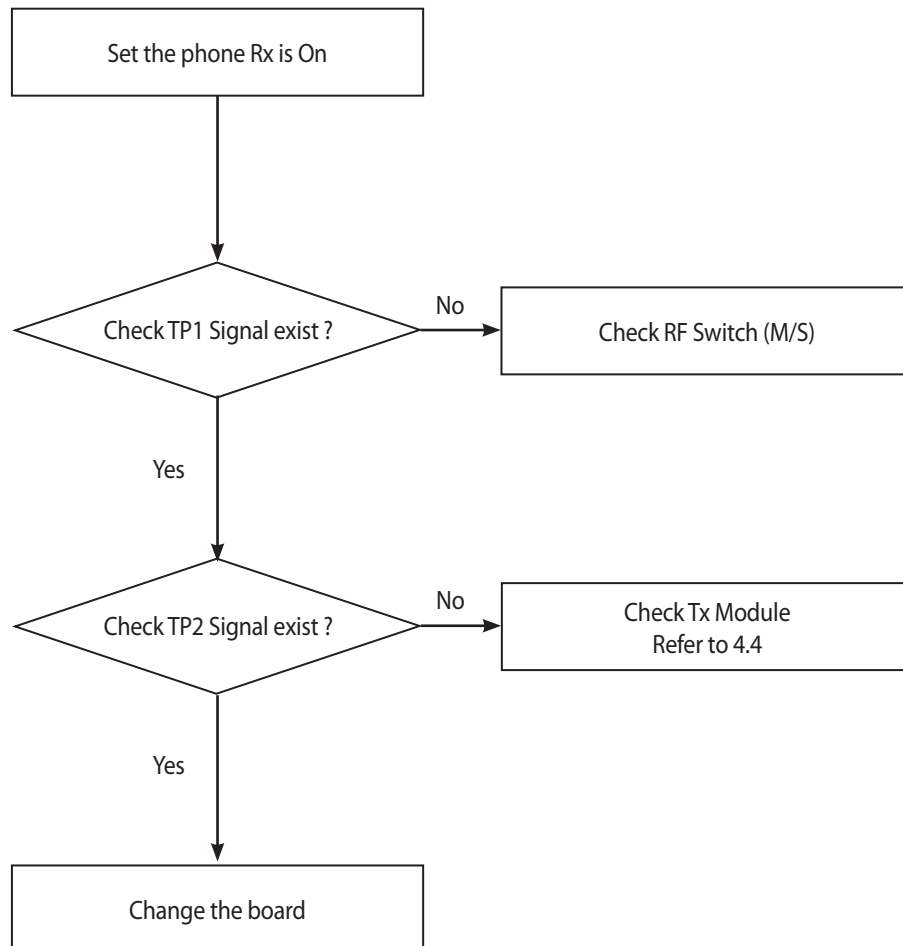 Set the phone Rx is On
Check TP1 Signal exist ?
No
Check RF Switch (M/S)
Yes
Check TP2 Signal exist ?
No
Check Tx Module
Refer to 4.4
Yes
Change the board